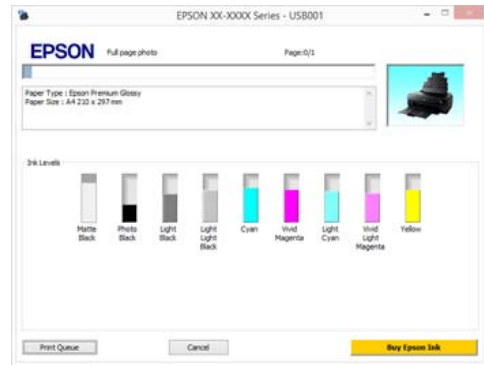 EPSON XX-XXXX Series - USB001
EPSON Full page photo Page:0/1
Paper Type : Epson Premium Glossy
Paper Size : A4 210 x 297 mm
Ink Levels
Matte Black
Photo Black
Light Black
Light Light Black
Cyan
Vivid Magenta
Light Cyan
Vivid Light Magenta
Yellow
Print Queue
Cancel
Buy Epson Ink